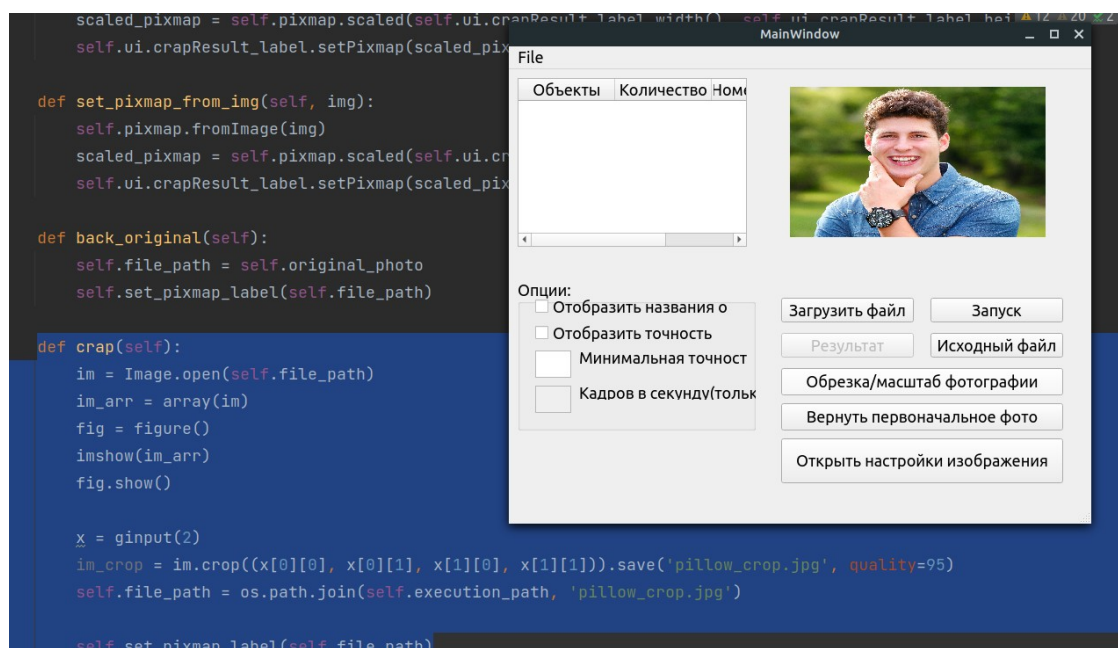 scaled_pixmap = self.pixmap.scaled(self.ui.crapResult_label.width(), self.ui.crapResult_label.hei
12 20 2
self.ui.crapResult_label.setPixmap(scaled_pix
def set_pixmap_from_img(self, img):
self.pixmap.fromImage(img)
scaled_pixmap = self.pixmap.scaled(self.ui.cr
self.ui.crapResult_label.setPixmap(scaled_pix
def back_original(self):
self.file_path = self.original_photo
self.set_pixmap_label(self.file_path)
def crap(self):
im = Image.open(self.file_path)
im_arr = array(im)
fig = figure()
imshow(im_arr)
fig.show()
x = ginput(2)
im_crop = im.crop((x[0][0], x[0][1], x[1][0], x[1][1])).save('pillow_crop.jpg', quality=95)
self.file_path = os.path.join(self.execution_path, 'pillow_crop.jpg')
self.set_pixmap_label(self.file_path)
MainWindow
File
Объекты Количество Номе
Опции:
Отобразить названия о
Отобразить точность
Минимальная точност
Кадров в секунду(тольк
Загрузить файл Запуск
Результат Исходный файл
Обрезка/масштаб фотографии
Вернуть первоначальное фото
Открыть настройки изображения